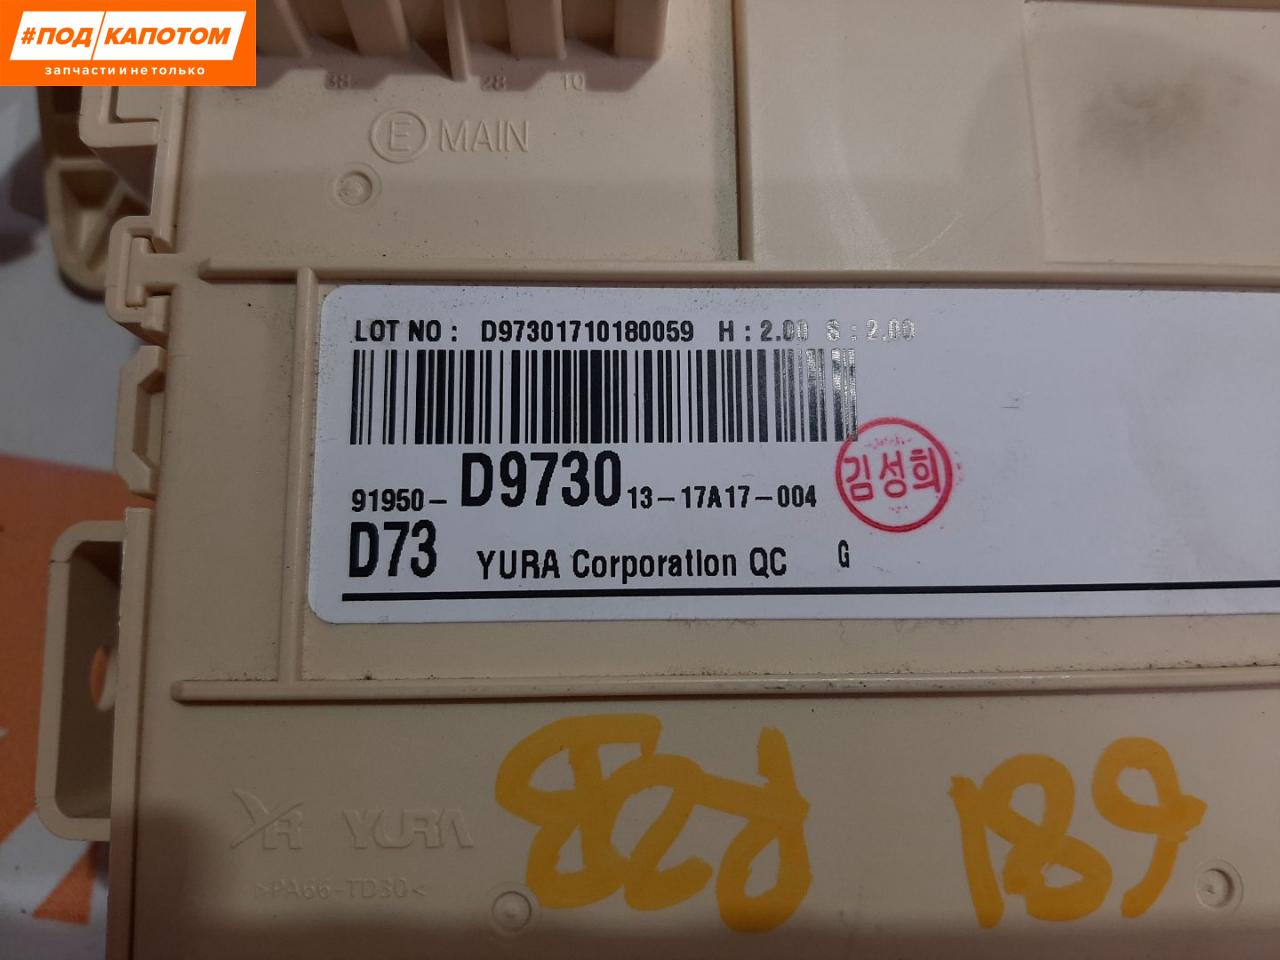 #ПОД/КАПОТОМ
запчасти и не только
38 28 10
E MAIN
LOT NO : D97301710180059 H : 2.00 S : 2.00
91950- D9730 13-17A17-004
김성희
D73 YURA Corporation QC G
YR YURA
>PA66-TD30<